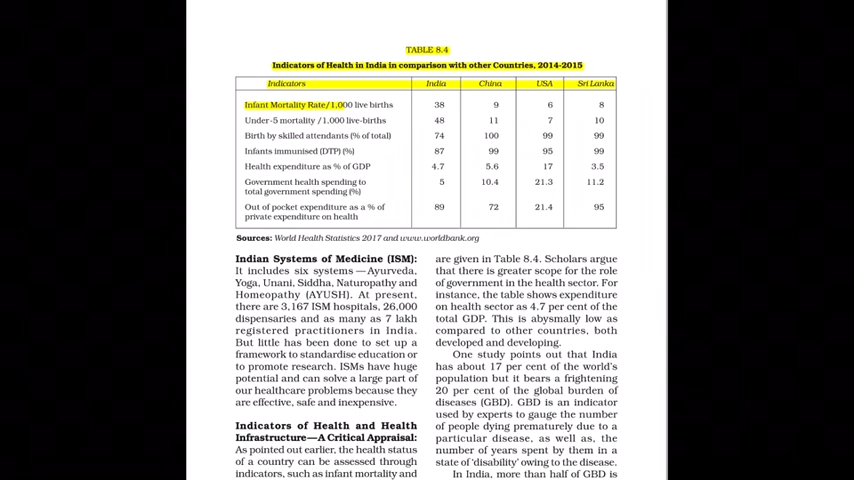 TABLE 8.4
Indicators of Health in India in comparison with other Countries, 2014-2015
Indicators India China USA Sri Lanka
Infant Mortality Rate/1,000 live births 38 9 6 8
Under-5 mortality /1,000 live-births 48 11 7 10
Birth by skilled attendants (% of total) 74 100 99 99
Infants immunised (DTP) (%) 87 99 95 99
Health expenditure as % of GDP 4.7 5.6 17 3.5
Government health spending to 5 10.4 21.3 11.2
total government spending (%)
Out of pocket expenditure as a % of 89 72 21.4 95
private expenditure on health
Sources: World Health Statistics 2017 and www.worldbank.org
Indian Systems of Medicine (ISM):
It includes six systems — Ayurveda,
Yoga, Unani, Siddha, Naturopathy and
Homeopathy (AYUSH). At present,
there are 3,167 ISM hospitals, 26,000
dispensaries and as many as 7 lakh
registered practitioners in India.
But little has been done to set up a
framework to standardise education or
to promote research. ISMs have huge
potential and can solve a large part of
our healthcare problems because they
are effective, safe and inexpensive.
Indicators of Health and Health
Infrastructure—A Critical Appraisal:
As pointed out earlier, the health status
of a country can be assessed through
indicators, such as infant mortality and
are given in Table 8.4. Scholars argue
that there is greater scope for the role
of government in the health sector. For
instance, the table shows expenditure
on health sector as 4.7 per cent of the
total GDP. This is abysmally low as
compared to other countries, both
developed and developing.
One study points out that India
has about 17 per cent of the world's
population but it bears a frightening
20 per cent of the global burden of
diseases (GBD). GBD is an indicator
used by experts to gauge the number
of people dying prematurely due to a
particular disease, as well as, the
number of years spent by them in a
state of 'disability' owing to the disease.
In India, more than half of GBD is